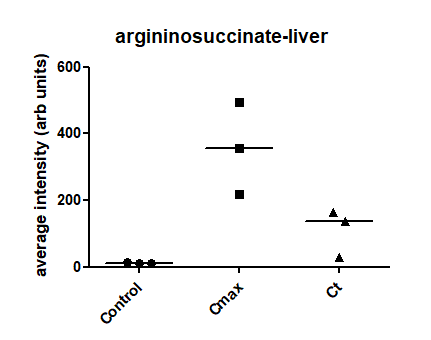 argininosuccinate-liver
average intensity (arb units)
600
400
200
0
Control
Cmax
Ct